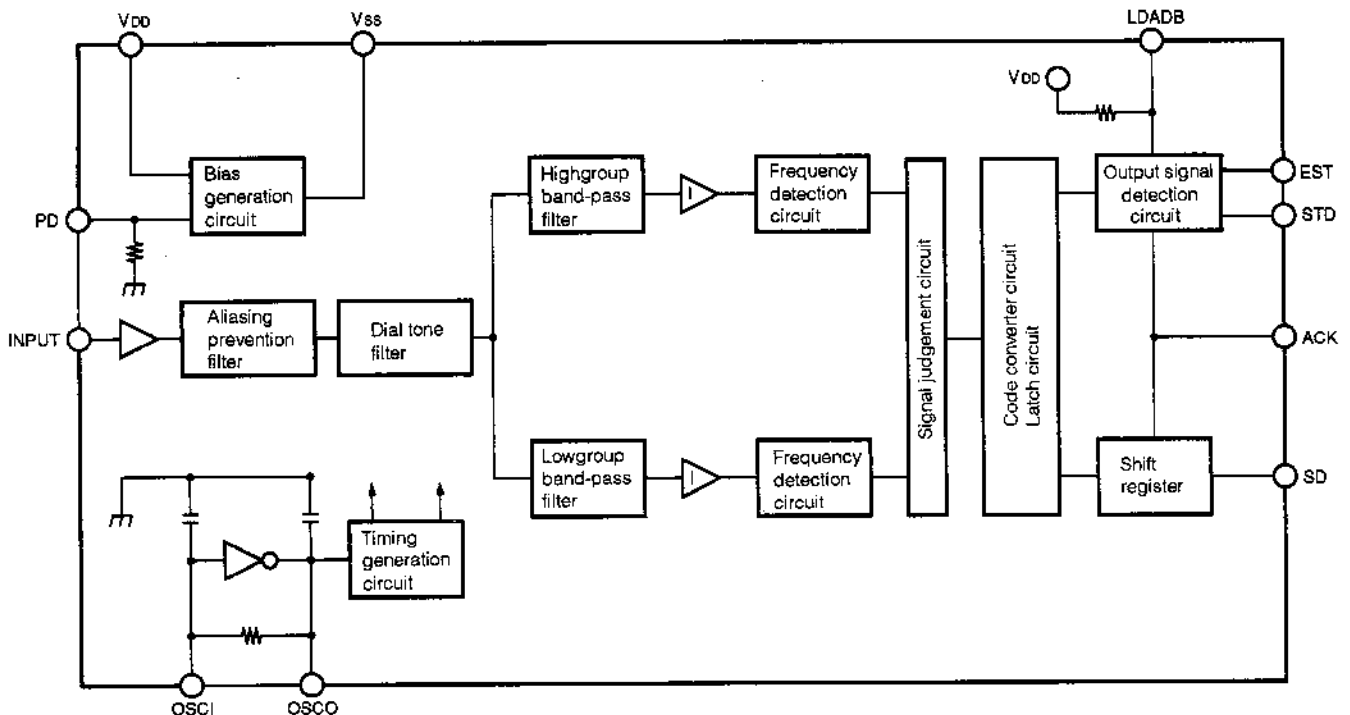 VDD
VSS
LDADB
VDD
Bias
generation
circuit
PD
Highgroup
band-pass
filter
Frequency
detection
circuit
Output signal
detection
circuit
EST
STD
INPUT
Aliasing
prevention
filter
Dial tone
filter
Signal judgement circuit
Code converter circuit
Latch circuit
ACK
Lowgroup
band-pass
filter
Frequency
detection
circuit
Shift
register
SD
Timing
generation
circuit
OSCI
OSCO